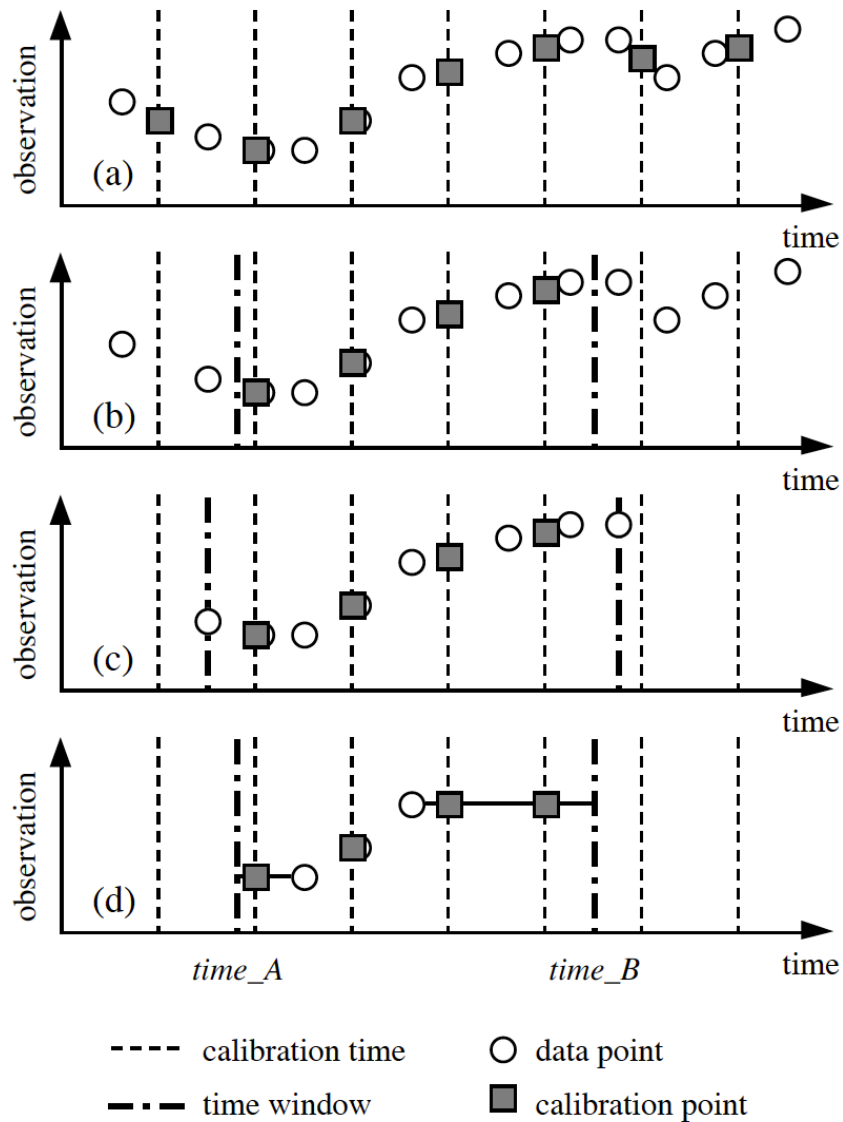 observation
(a)
time
observation
(b)
time
observation
(c)
time
observation
(d)
time
time_A
time_B
calibration time
data point
time window
calibration point